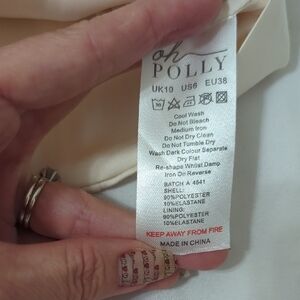 oh
POLLY
UK10 US6 EU38
30
Cool Wash
Do Not Bleach
Medium Iron
Do Not Dry Clean
Do Not Tumble Dry
Wash Dark Colour Separate
Dry Flat
Re-shape Whilst Damp
Iron On Reverse
BATCH A 4541
SHELL:
90%POLYESTER
10%ELASTANE
LINING:
90%POLYESTER
10%ELASTANE
KEEP AWAY FROM FIRE
MADE IN CHINA